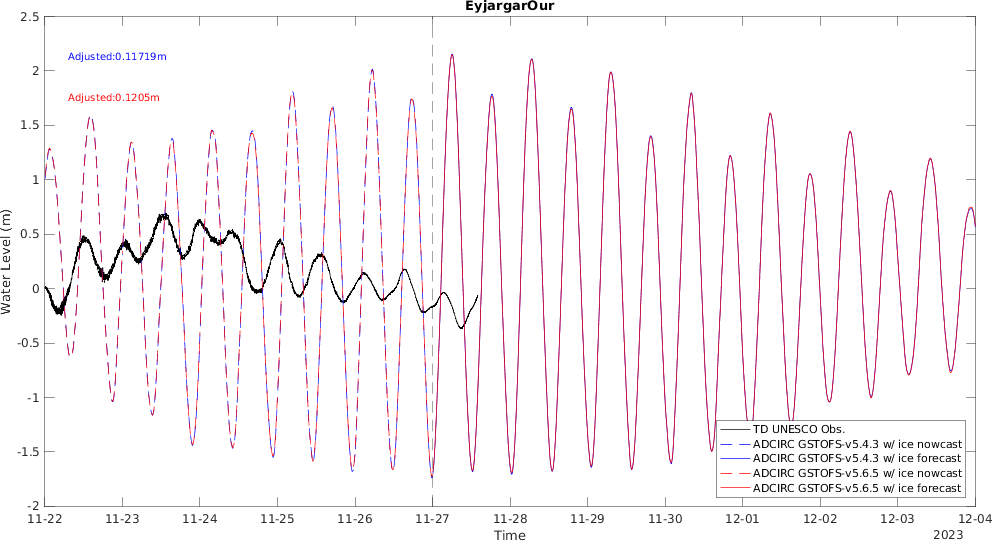 EyjargarOur
2.5
2
1.5
1
0.5
0
-0.5
-1
-1.5
-2
Water Level (m)
Adjusted:0.11719m
Adjusted:0.1205m
TD UNESCO Obs.
ADCIRC GSTOFS-v5.4.3 w/ ice nowcast
ADCIRC GSTOFS-v5.4.3 w/ ice forecast
ADCIRC GSTOFS-v5.6.5 w/ ice nowcast
ADCIRC GSTOFS-v5.6.5 w/ ice forecast
11-22 11-23 11-24 11-25 11-26 11-27 11-28 11-29 11-30 12-01 12-02 12-03 12-04
Time
2023